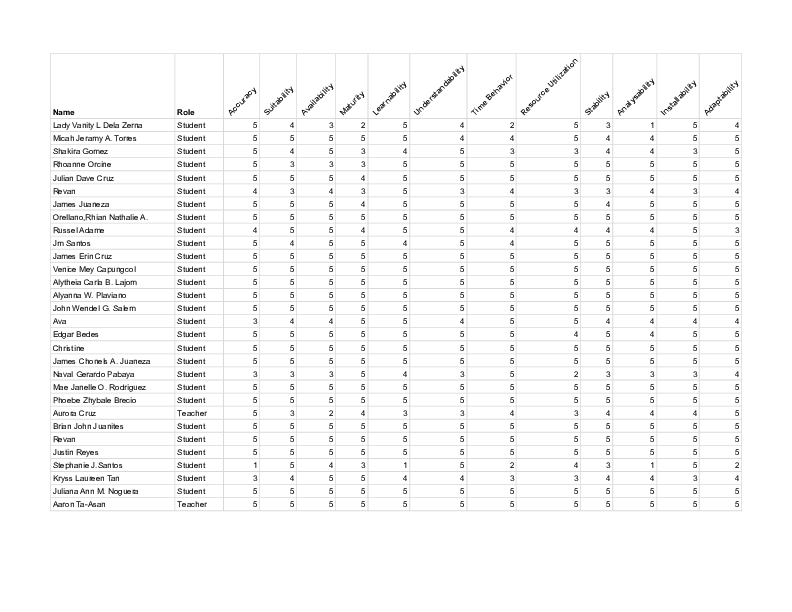 Name Role Accuracy Suitability Availability Maturity Learnability Understandability Time Behavior Resource Utilization Stability Analysability Installability Adaptability
Lady Vanity L Dela Zerna Student 5 4 3 2 5 4 2 5 3 1 5 4
Micah Jeramy A. Torres Student 5 5 5 5 5 4 4 5 4 4 5 5
Shakira Gomez Student 5 4 5 3 4 5 3 3 4 4 3 5
Rhoanne Orcine Student 5 3 3 3 5 5 5 5 5 5 5 5
Julian Dave Cruz Student 5 5 5 4 5 5 5 5 5 5 5 5
Revan Student 4 3 4 3 5 3 4 3 3 4 3 4
James Juaneza Student 5 5 5 4 5 5 5 5 4 5 5 5
Orellano,Rhian Nathalie A. Student 5 5 5 5 5 5 5 5 5 5 5 5
Russel Adame Student 4 5 5 4 5 5 4 4 4 4 5 3
Jm Santos Student 5 4 5 5 4 5 4 5 5 5 5 5
James Erin Cruz Student 5 5 5 5 5 5 5 5 5 5 5 5
Venice Mey Capungcol Student 5 5 5 5 5 5 5 5 5 5 5 5
Alytheia Carla B. Lajom Student 5 5 5 5 5 5 5 5 5 5 5 5
Alyanna W. Plaviano Student 5 5 5 5 5 5 5 5 5 5 5 5
John Wendel G. Salem Student 5 5 5 5 5 5 5 5 5 5 5 5
Ava Student 3 4 4 5 5 4 5 5 4 4 4 4
Edgar Bedes Student 5 5 5 5 5 5 5 4 5 4 5 5
Christine Student 5 5 5 5 5 5 5 5 5 5 5 5
James Chonels A. Juaneza Student 5 5 5 5 5 5 5 5 5 5 5 5
Naval Gerardo Pabaya Student 3 3 3 5 4 3 5 2 3 3 3 4
Mae Janelle O. Rodriguez Student 5 5 5 5 5 5 5 5 5 5 5 5
Phoebe Zhybale Brecio Student 5 5 5 5 5 5 5 5 5 5 5 5
Aurora Cruz Teacher 5 3 2 4 3 3 4 3 4 4 4 5
Brian John Juanites Student 5 5 5 5 5 5 5 5 5 5 5 5
Revan Student 5 5 5 5 5 5 5 5 5 5 5 5
Justin Reyes Student 5 5 5 5 5 5 5 5 5 5 5 5
Stephanie J.Santos Student 1 5 4 3 1 5 2 4 3 1 5 2
Kryss Laureen Tan Student 3 4 5 5 4 4 3 3 4 4 3 4
Juliana Ann M. Noguera Student 5 5 5 5 5 5 5 5 5 5 5 5
Aaron Ta-Asan Teacher 5 5 5 5 5 5 5 5 5 5 5 5